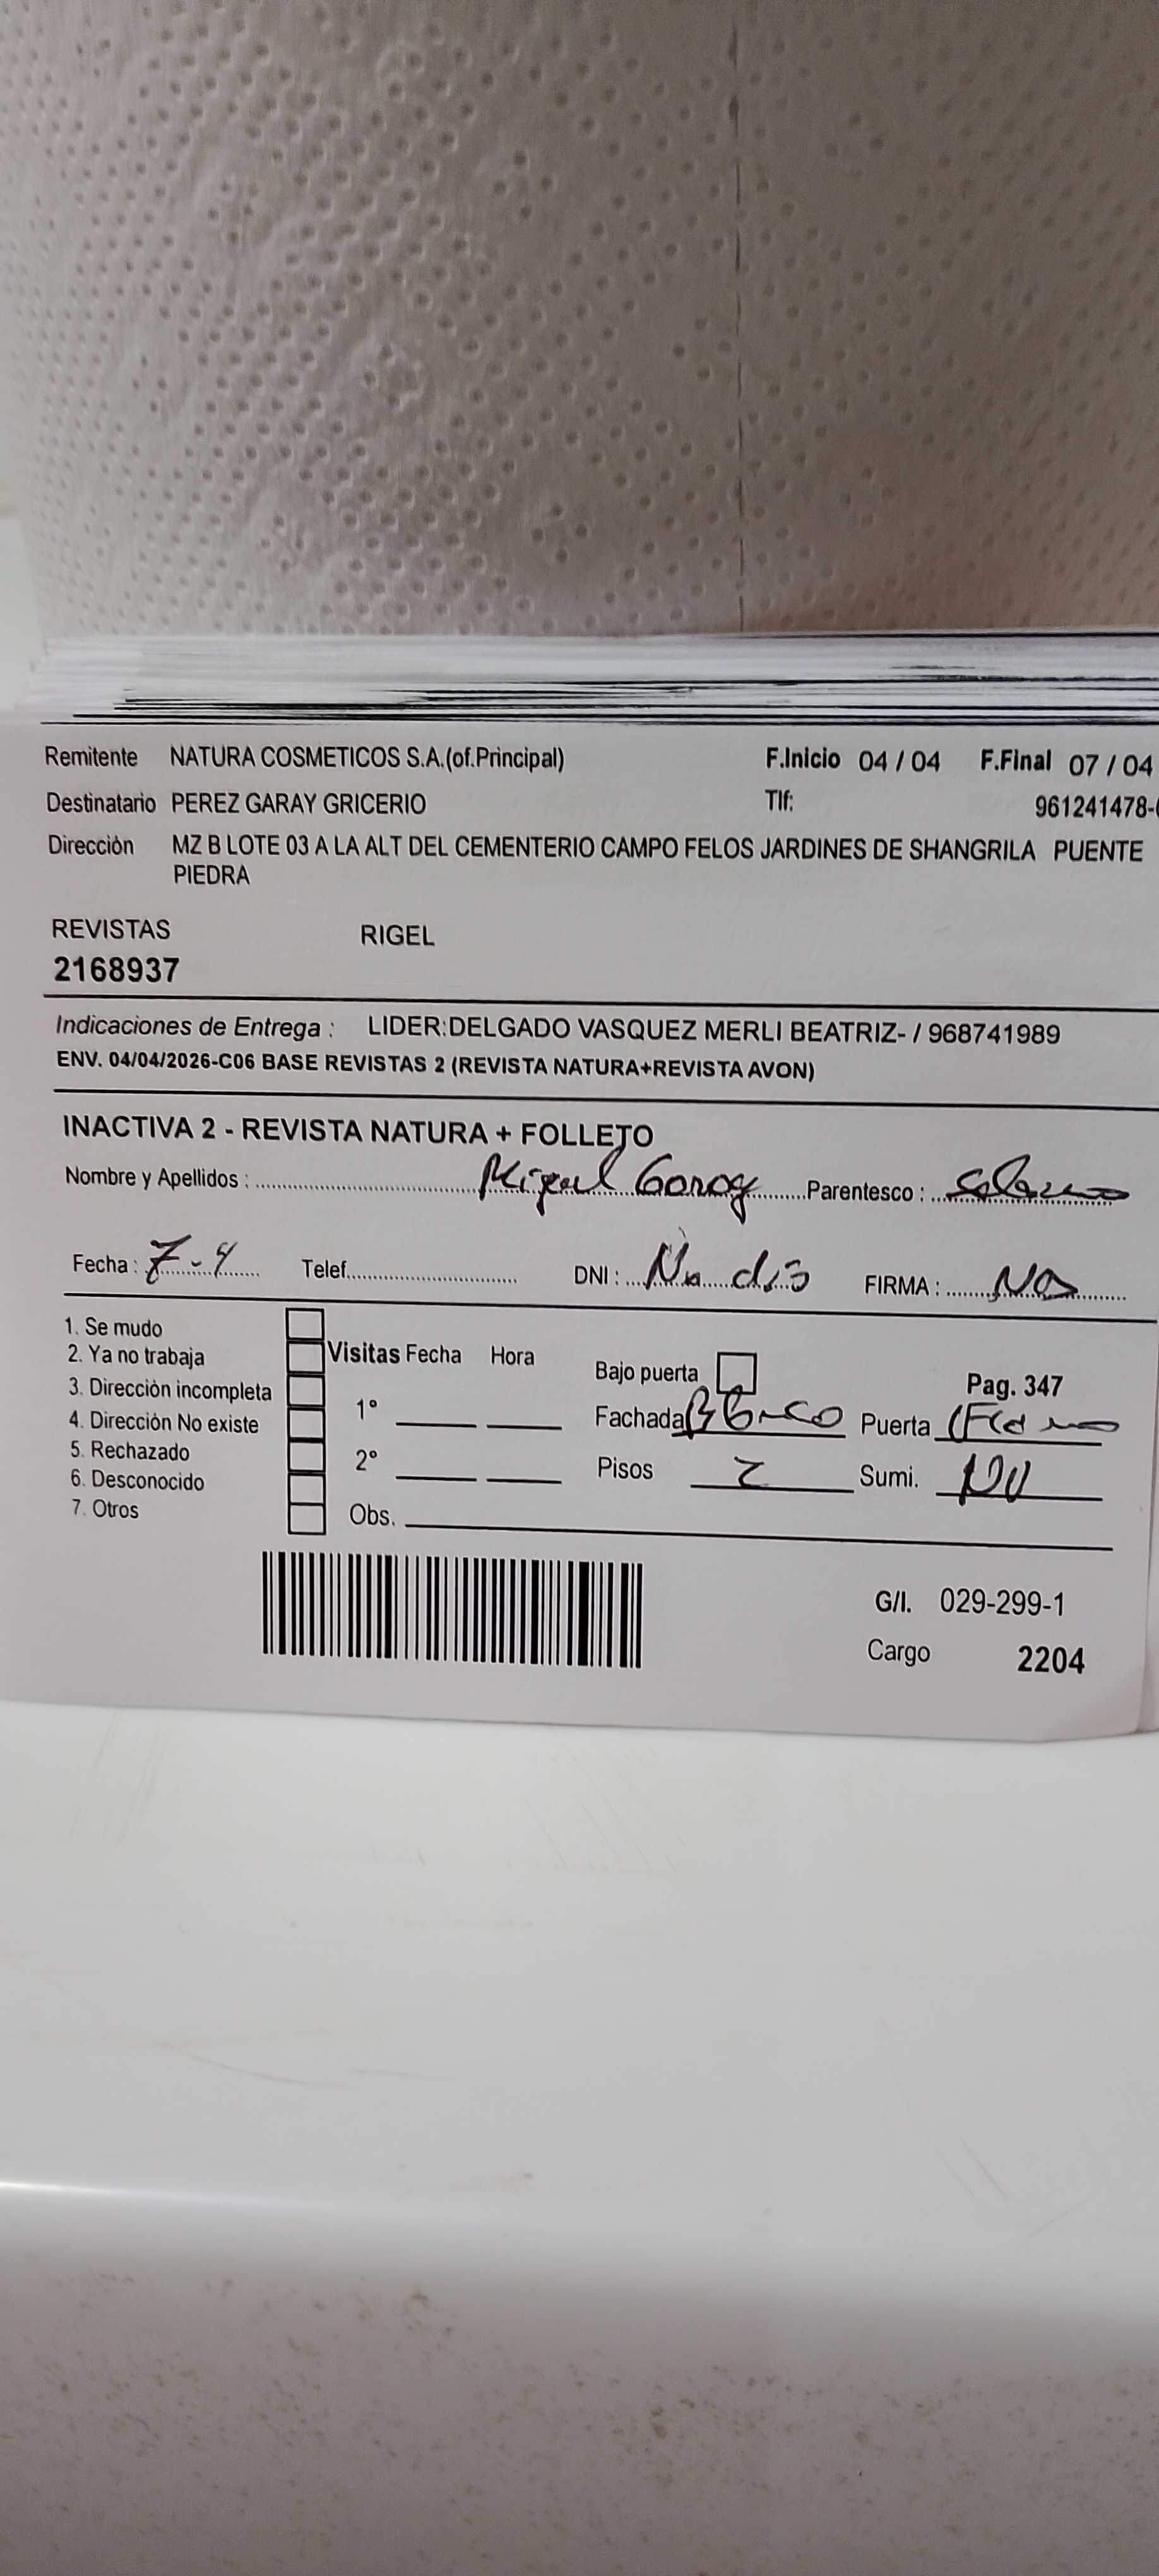 Remitente NATURA COSMETICOS S.A.(of.Principal) F.Inicio 04 / 04 F.Final 07 / 04
Destinatario PEREZ GARAY GRICERIO Tlf: 961241478-
Dirección MZ B LOTE 03 A LA ALT DEL CEMENTERIO CAMPO FELOS JARDINES DE SHANGRILA PUENTE
PIEDRA
REVISTAS RIGEL
2168937
Indicaciones de Entrega : LIDER:DELGADO VASQUEZ MERLI BEATRIZ- / 968741989
ENV. 04/04/2026-C06 BASE REVISTAS 2 (REVISTA NATURA+REVISTA AVON)
INACTIVA 2 - REVISTA NATURA + FOLLETO
Nombre y Apellidos : Miguel Garay Parentesco :
Fecha : 7-4 Telef. DNI : No dio FIRMA : NO
1. Se mudo
2. Ya no trabaja Visitas Fecha Hora Bajo puerta
3. Dirección incompleta 1° Pag. 347
4. Dirección No existe Fachada Blanco Puerta
5. Rechazado 2° Pisos 2 Sumi. NO
6. Desconocido
7. Otros Obs.
G/I. 029-299-1
Cargo 2204